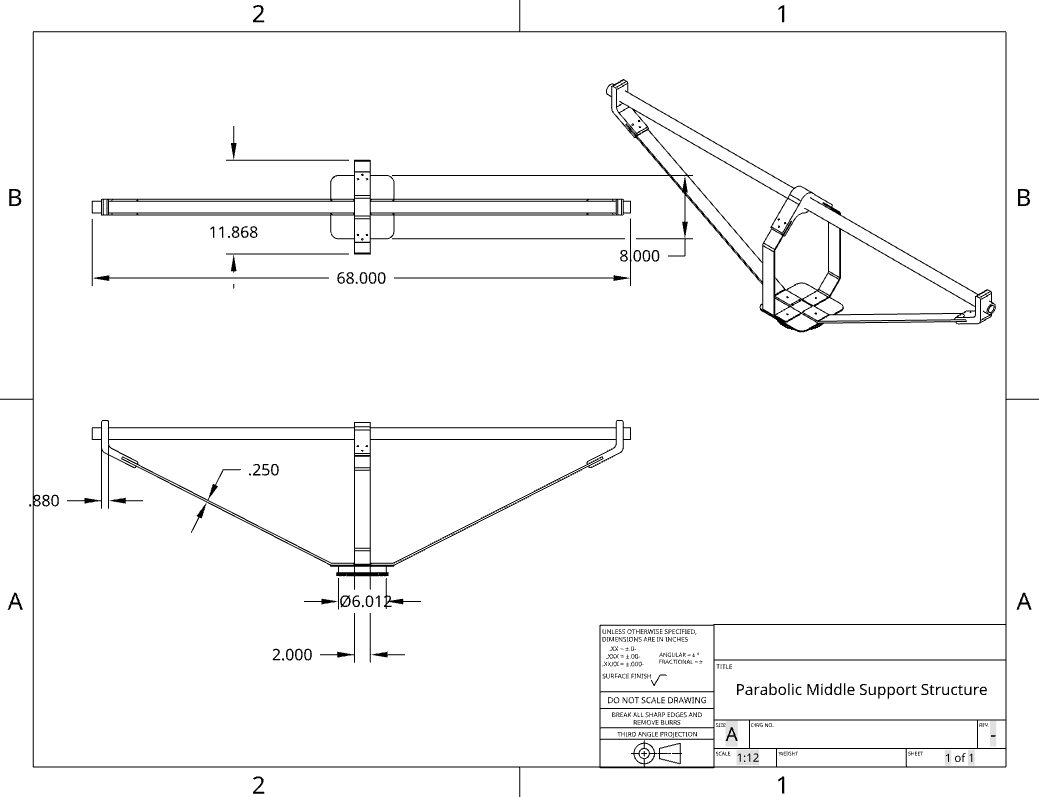 2
1
B
B
11.868
8.000
68.000
.250
.880
A
A
Ø6.012
2.000
UNLESS OTHERWISE SPECIFIED,
DIMENSIONS ARE IN INCHES
.XX = ±.0-
.XXX = ±.00-
.XXXX = ±.000-
ANGULAR = ± °
FRACTIONAL = ±
SURFACE FINISH
DO NOT SCALE DRAWING
BREAK ALL SHARP EDGES AND
REMOVE BURRS
THIRD ANGLE PROJECTION
TITLE
Parabolic Middle Support Structure
SIZE
A
DWG NO.
REV.
-
SCALE
1:12
WEIGHT
SHEET
1 of 1
2
1